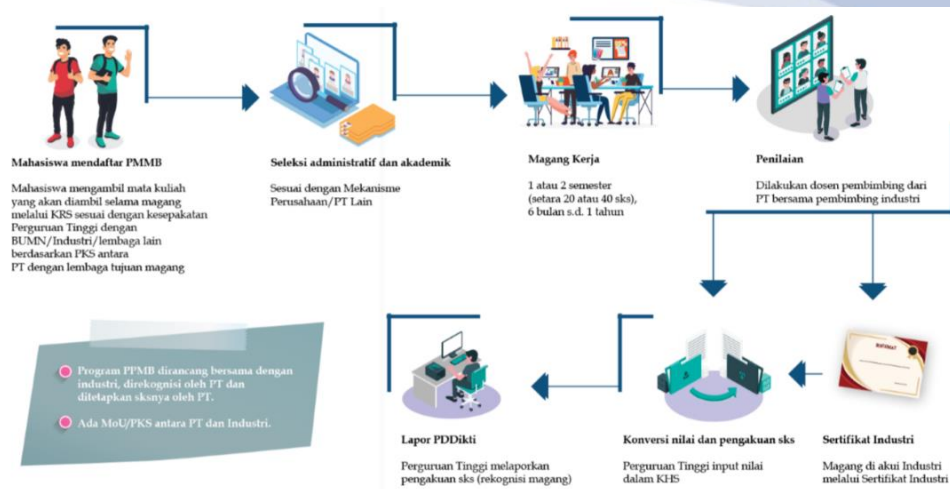 Mahasiswa mendaftar PMMB
Mahasiswa mengambil mata kuliah
yang akan diambil selama magang
melalui KRS sesuai dengan kesepakatan
Perguruan Tinggi dengan
BUMN/Industri/lembaga lain
berdasarkan PKS antara
PT dengan lembaga tujuan magang
Seleksi administratif dan akademik
Sesuai dengan Mekanisme
Perusahaan/PT Lain
Magang Kerja
1 atau 2 semester
(setara 20 atau 40 sks),
6 bulan s.d. 1 tahun
Penilaian
Dilakukan dosen pembimbing dari
PT bersama pembimbing industri
Sertifikat Industri
Magang di akui Industri
melalui Sertifikat Industri
Konversi nilai dan pengakuan sks
Perguruan Tinggi input nilai
dalam KHS
Lapor PDDikti
Perguruan Tinggi melaporkan
pengakuan sks (rekognisi magang)
Program PPMB dirancang bersama dengan
industri, direkognisi oleh PT dan
ditetapkan sksnya oleh PT.
Ada MoU/PKS antara PT dan Industri.